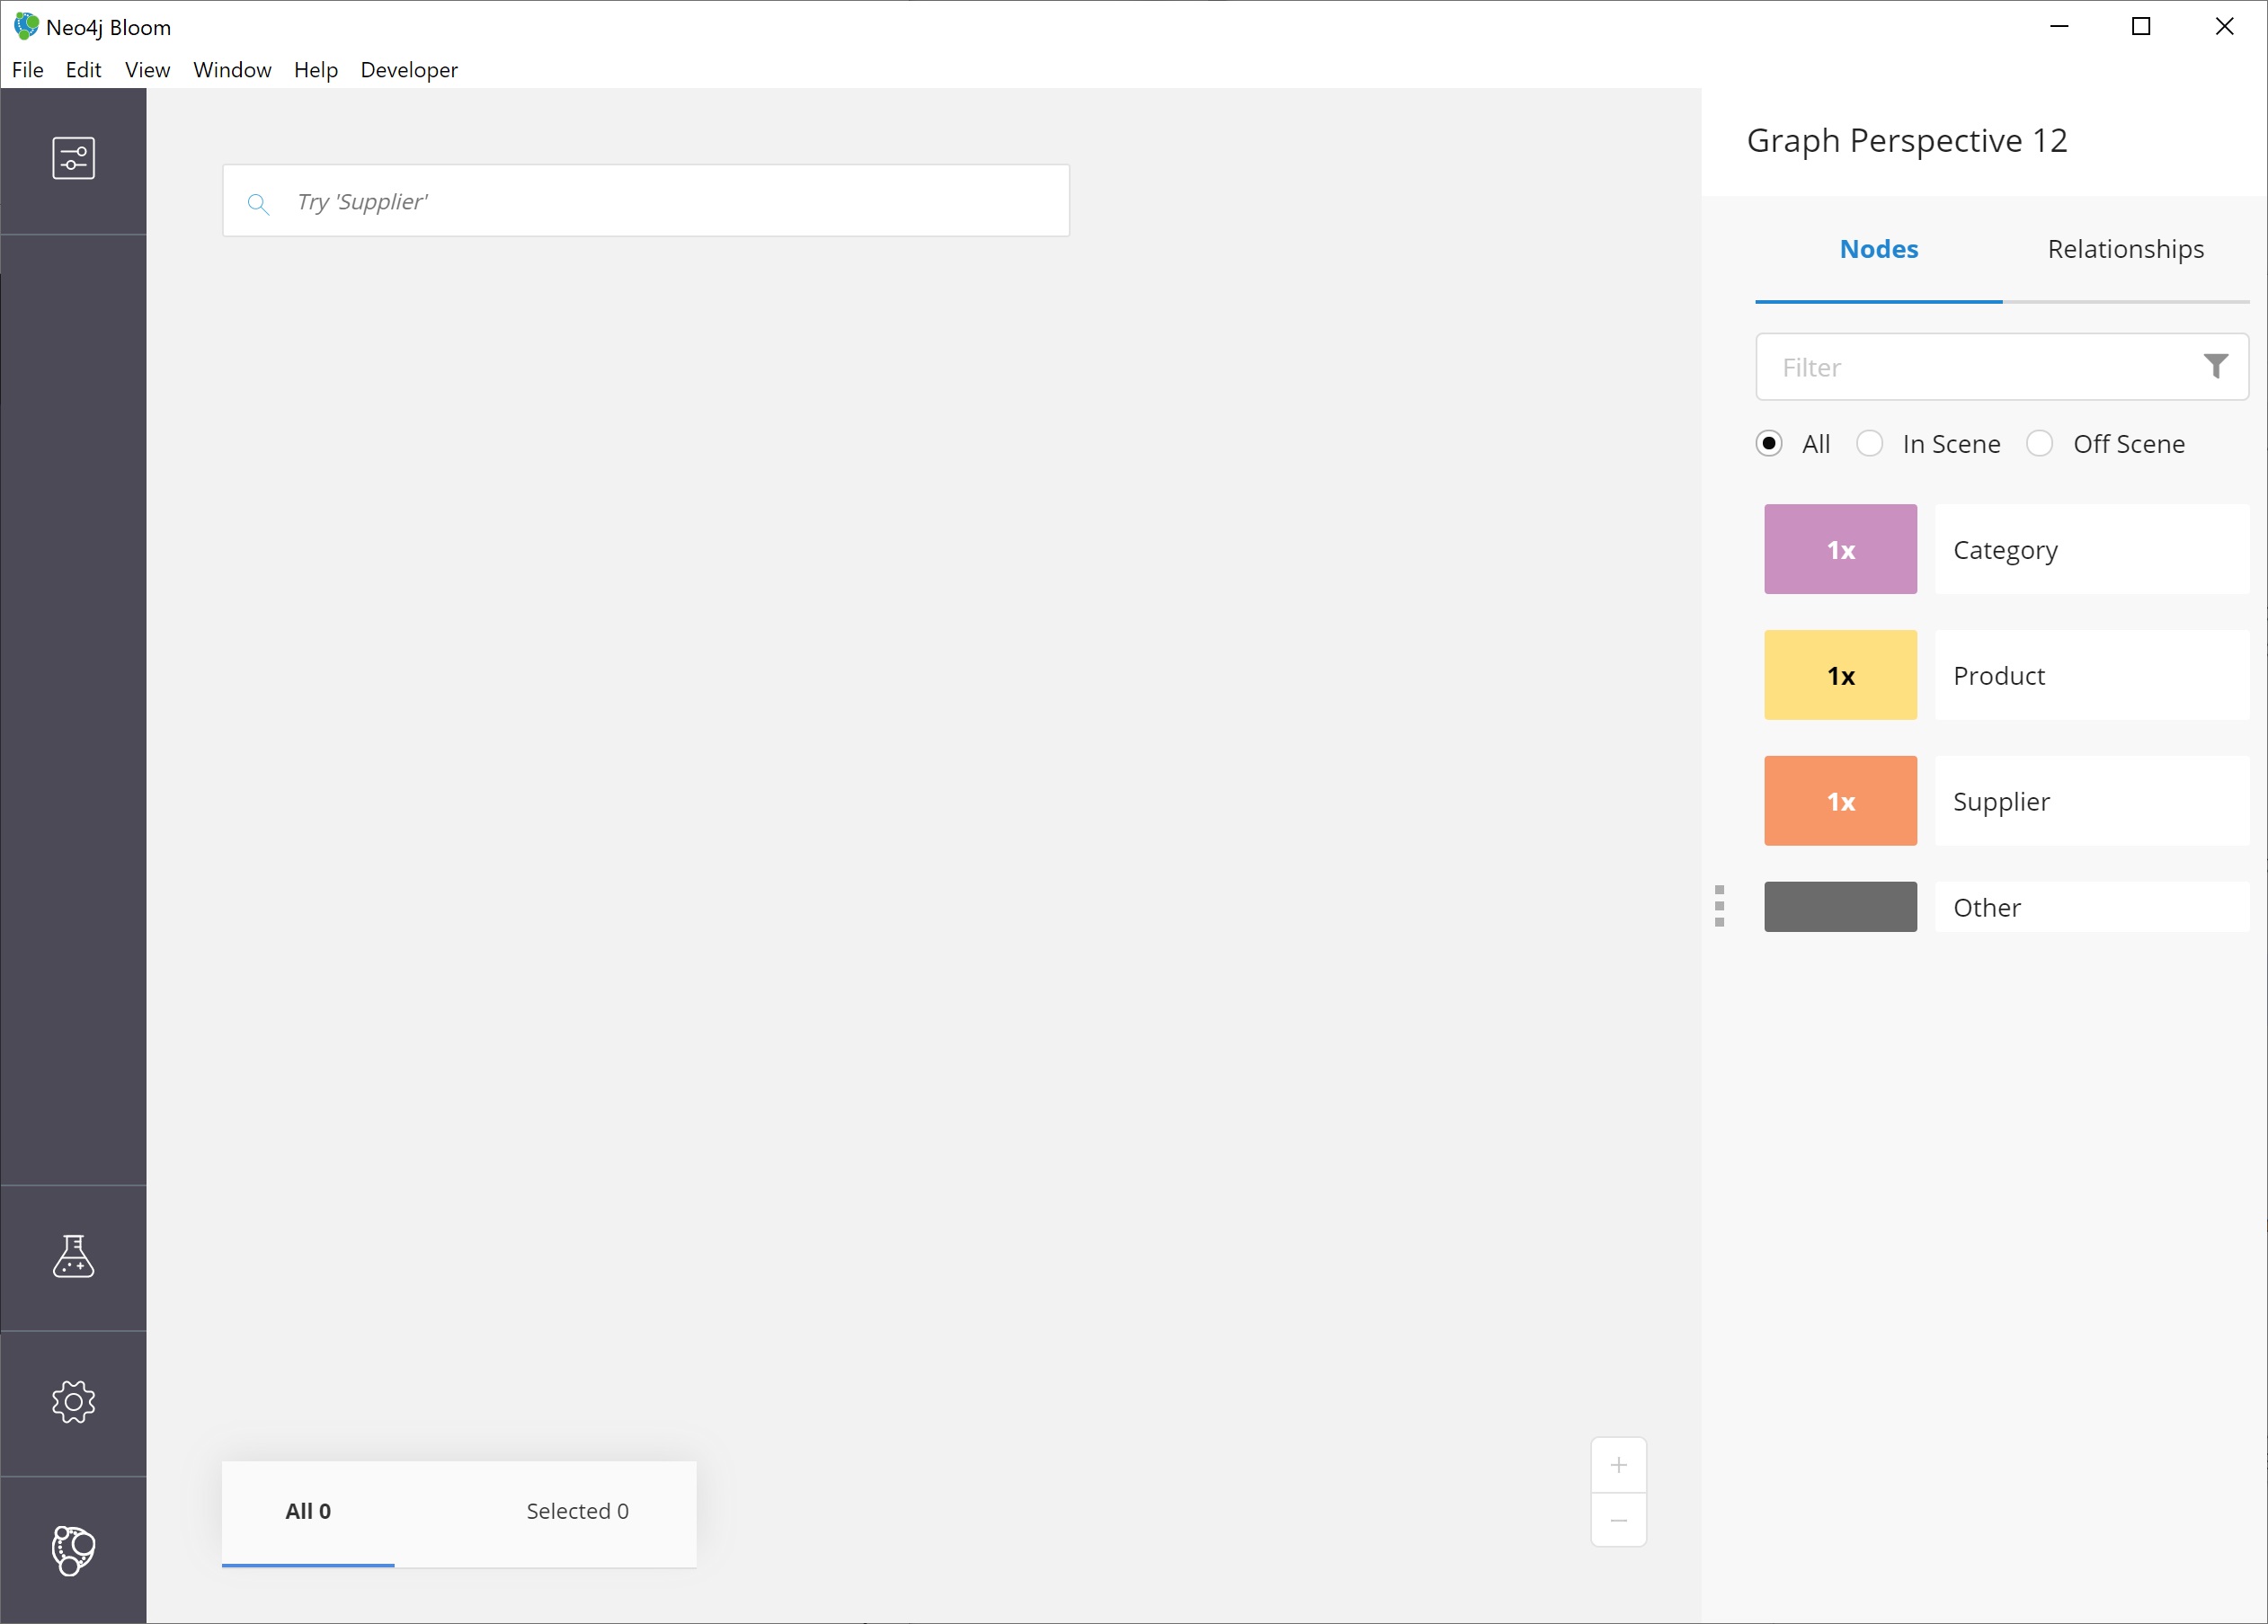 Neo4j Bloom
File Edit View Window Help Developer
Graph Perspective 12
Try 'Supplier'
Nodes Relationships
Filter
All In Scene Off Scene
1x Category
1x Product
1x Supplier
Other
All 0 Selected 0